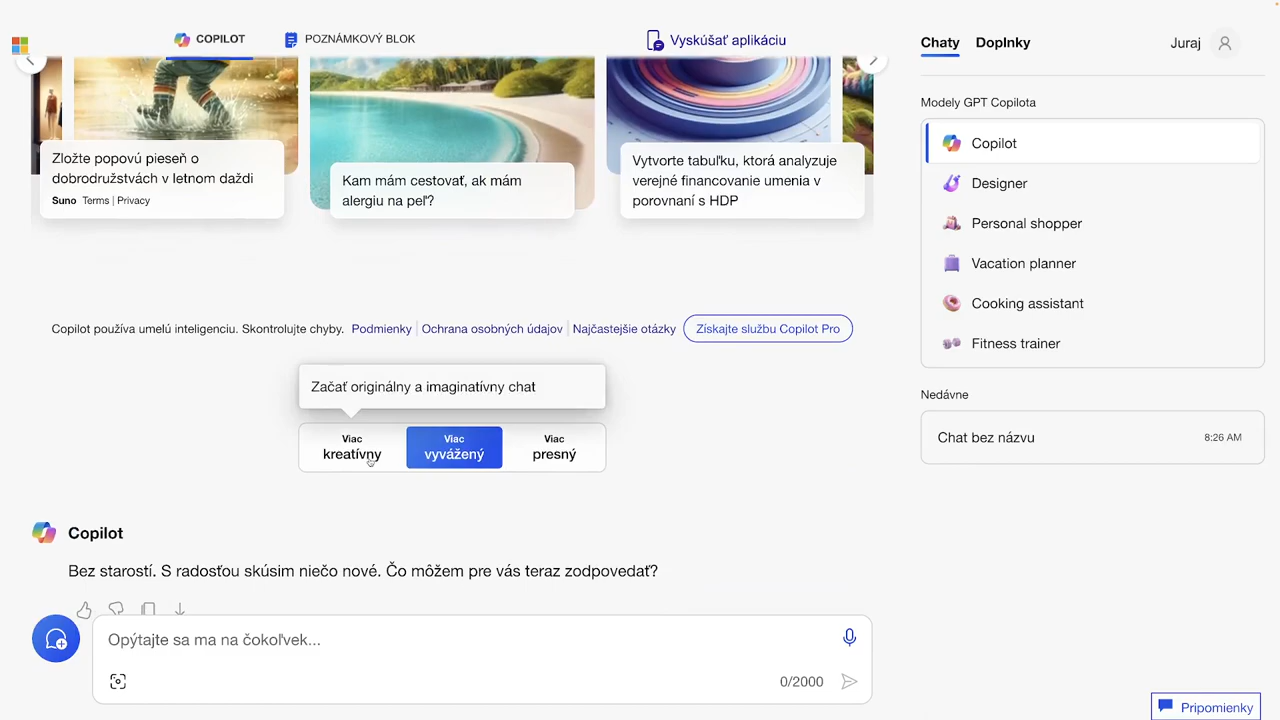 COPILOT
POZNÁMKOVÝ BLOK
Vyskúšať aplikáciu
Chaty
Doplnky
Juraj
Zložte popovú pieseň o
dobrodružstvách v letnom daždi
Suno Terms | Privacy
Kam mám cestovať, ak mám
alergiu na peľ?
Vytvorte tabuľku, ktorá analyzuje
verejné financovanie umenia v
porovnaní s HDP
Copilot používa umelú inteligenciu. Skontrolujte chyby.
Podmienky
Ochrana osobných údajov
Najčastejšie otázky
Získajte službu Copilot Pro
Začať originálny a imaginatívny chat
Viac
kreatívny
Viac
vyvážený
Viac
presný
Copilot
Bez starostí. S radosťou skúsim niečo nové. Čo môžem pre vás teraz zodpovedať?
Opýtajte sa ma na čokoľvek...
0/2000
Modely GPT Copilota
Copilot
Designer
Personal shopper
Vacation planner
Cooking assistant
Fitness trainer
Nedávne
Chat bez názvu
8:26 AM
Pripomienky